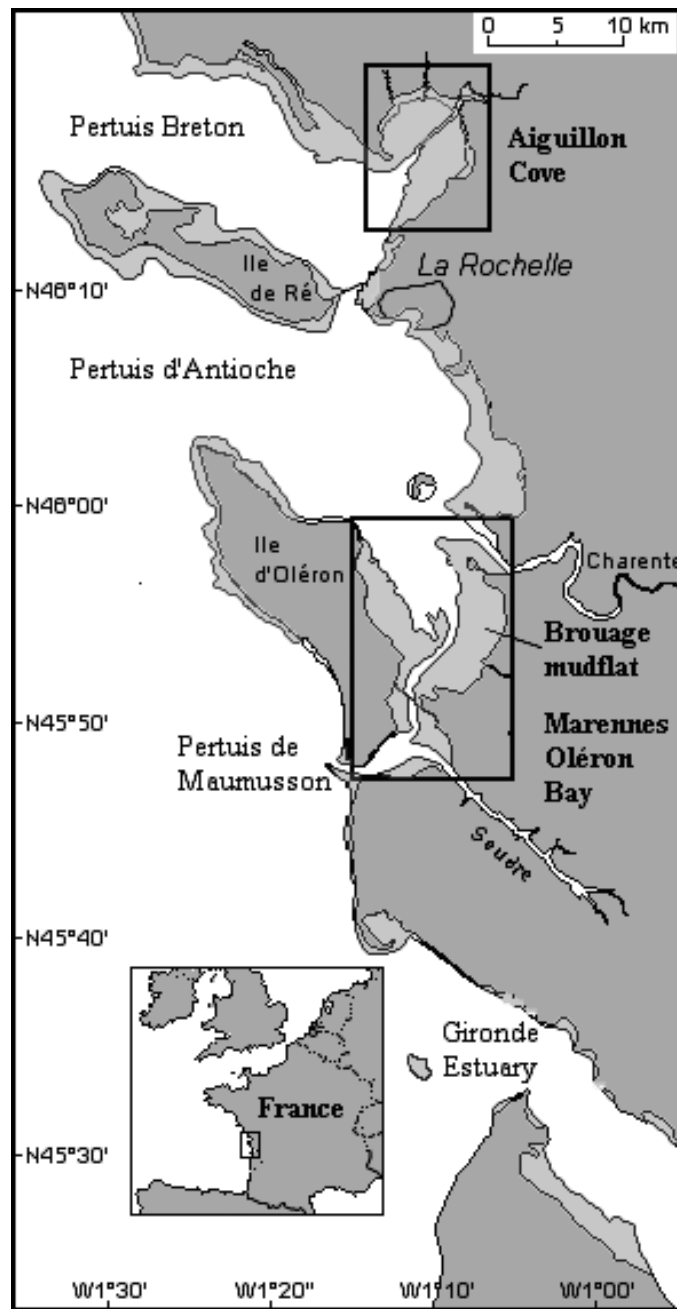 0 10 km
Pertuis Breton
Aiguillon
Cove
Ile
de Ré
La Rochelle
N46°10'
Pertuis d'Antioche
N46°00'
Ile
d'Oléron
Charente
Brouage
mudflat
N45°50'
Pertuis de
Maumusson
Marennes
Oléron
Bay
Seudre
N45°40'
Gironde
Estuary
France
N45°30'
W1°30' W1°20" W1°10' W1°00'